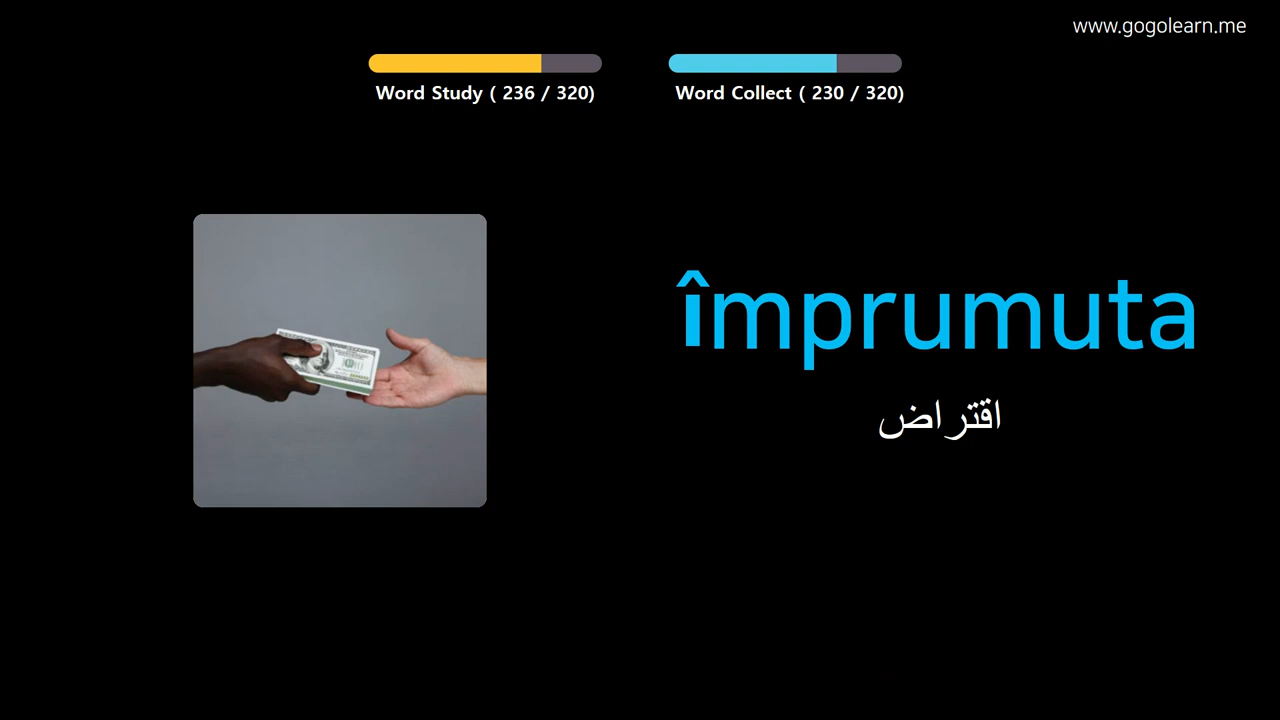 www.gogolearn.me
Word Study ( 236 / 320)
Word Collect ( 230 / 320)
împrumuta
اقتراض